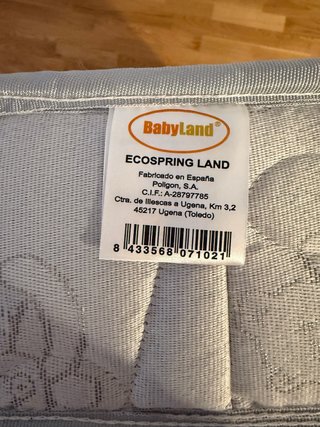 BabyLand®
ECOSPRING LAND
Fabricado en España
Poligon, S.A.
C.I.F.: A-28797785
Ctra. de Illescas a Ugena, Km 3,2
45217 Ugena (Toledo)
8 433568 071021